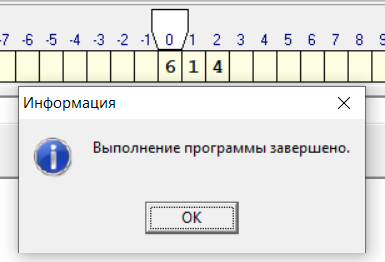 -7 -6 -5 -4 -3 -2 -1 0 1 2 3 4 5 6 7 8 9
6 1 4
Информация
Выполнение программы завершено.
OK